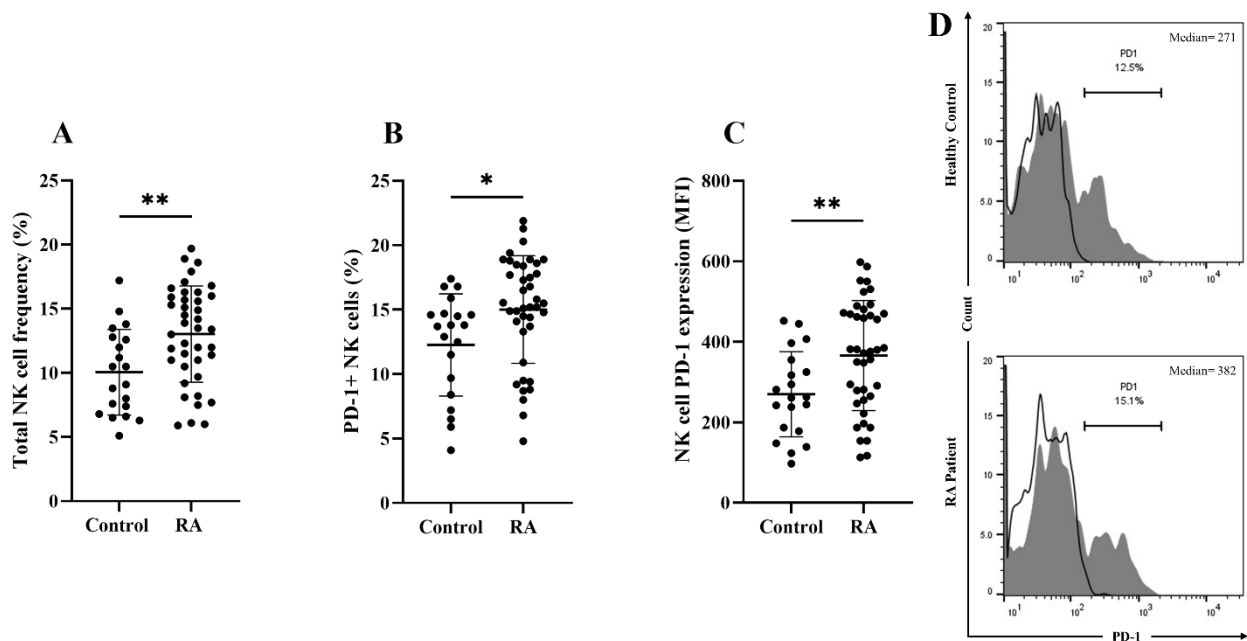 A
Total NK cell frequency (%)
25
20
15
10
5
0
**
Control RA
B
PD-1+ NK cells (%)
25
20
15
10
5
0
*
Control RA
C
NK cell PD-1 expression (MFI)
800
600
400
200
0
**
Control RA
D
Count
Healthy Control
20
15
10
5.0
0
Median= 271
PD1
12.5%
10¹ 10² 10³ 10⁴
RA Patient
20
15
10
5.0
0
Median= 382
PD1
15.1%
10¹ 10² 10³ 10⁴
PD-1